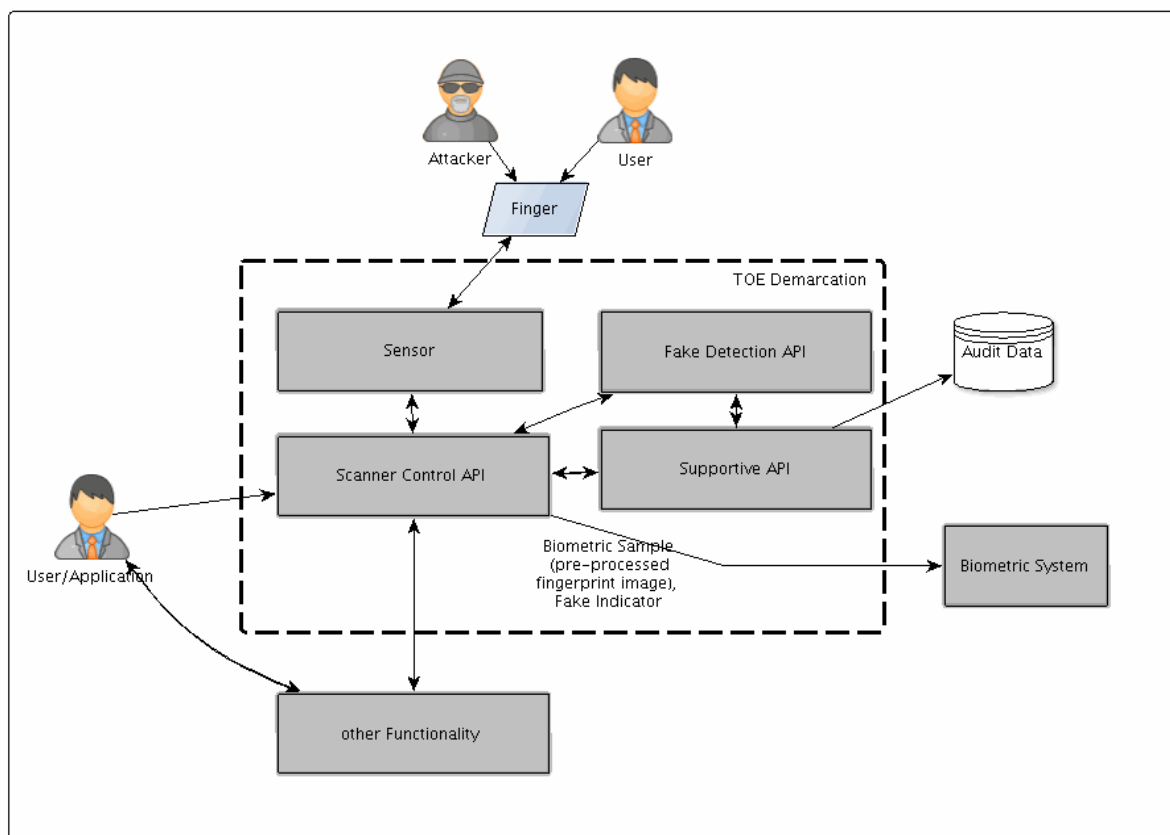 Attacker
User
Finger
TOE Demarcation
Sensor
Fake Detection API
Audit Data
Scanner Control API
Supportive API
User/Application
Biometric Sample
(pre-processed
fingerprint image),
Fake Indicator
Biometric System
other Functionality